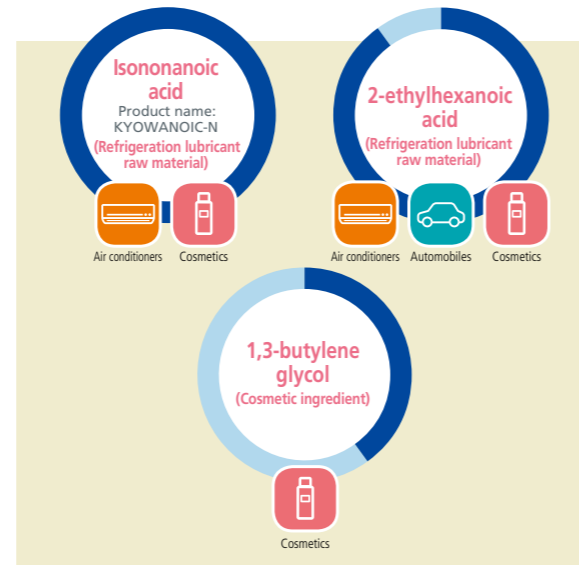 Isononanoic
acid
Product name:
KYOWANOIC-N
(Refrigeration lubricant
raw material)
Air conditioners
Cosmetics
2-ethylhexanoic
acid
(Refrigeration lubricant
raw material)
Air conditioners
Automobiles
Cosmetics
1,3-butylene
glycol
(Cosmetic ingredient)
Cosmetics